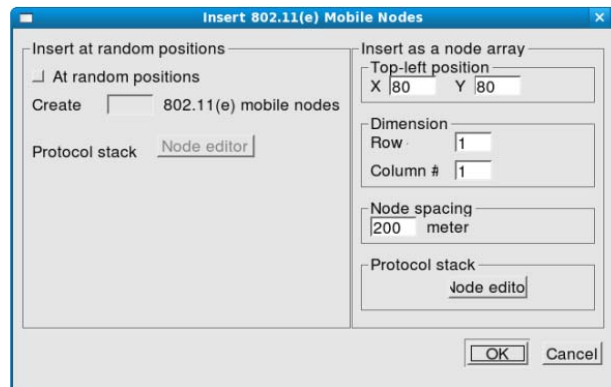 Insert 802.11(e) Mobile Nodes
Insert at random positions
At random positions
Create 802.11(e) mobile nodes
Protocol stack Node editor
Insert as a node array
Top-left position
X 80 Y 80
Dimension
Row 1
Column # 1
Node spacing
200 meter
Protocol stack
Node edito
OK Cancel